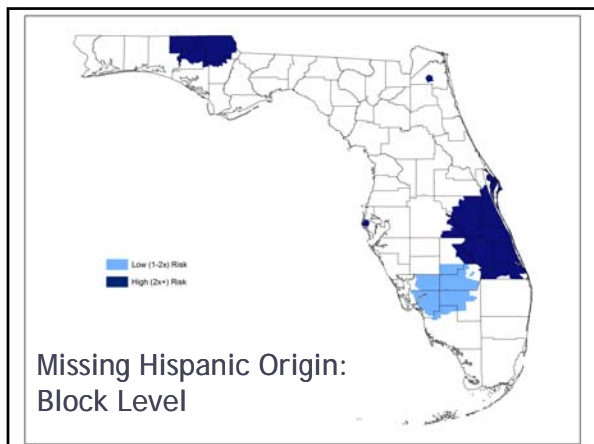 Low (1-2x) Risk
High (2x+) Risk
Missing Hispanic Origin:
Block Level